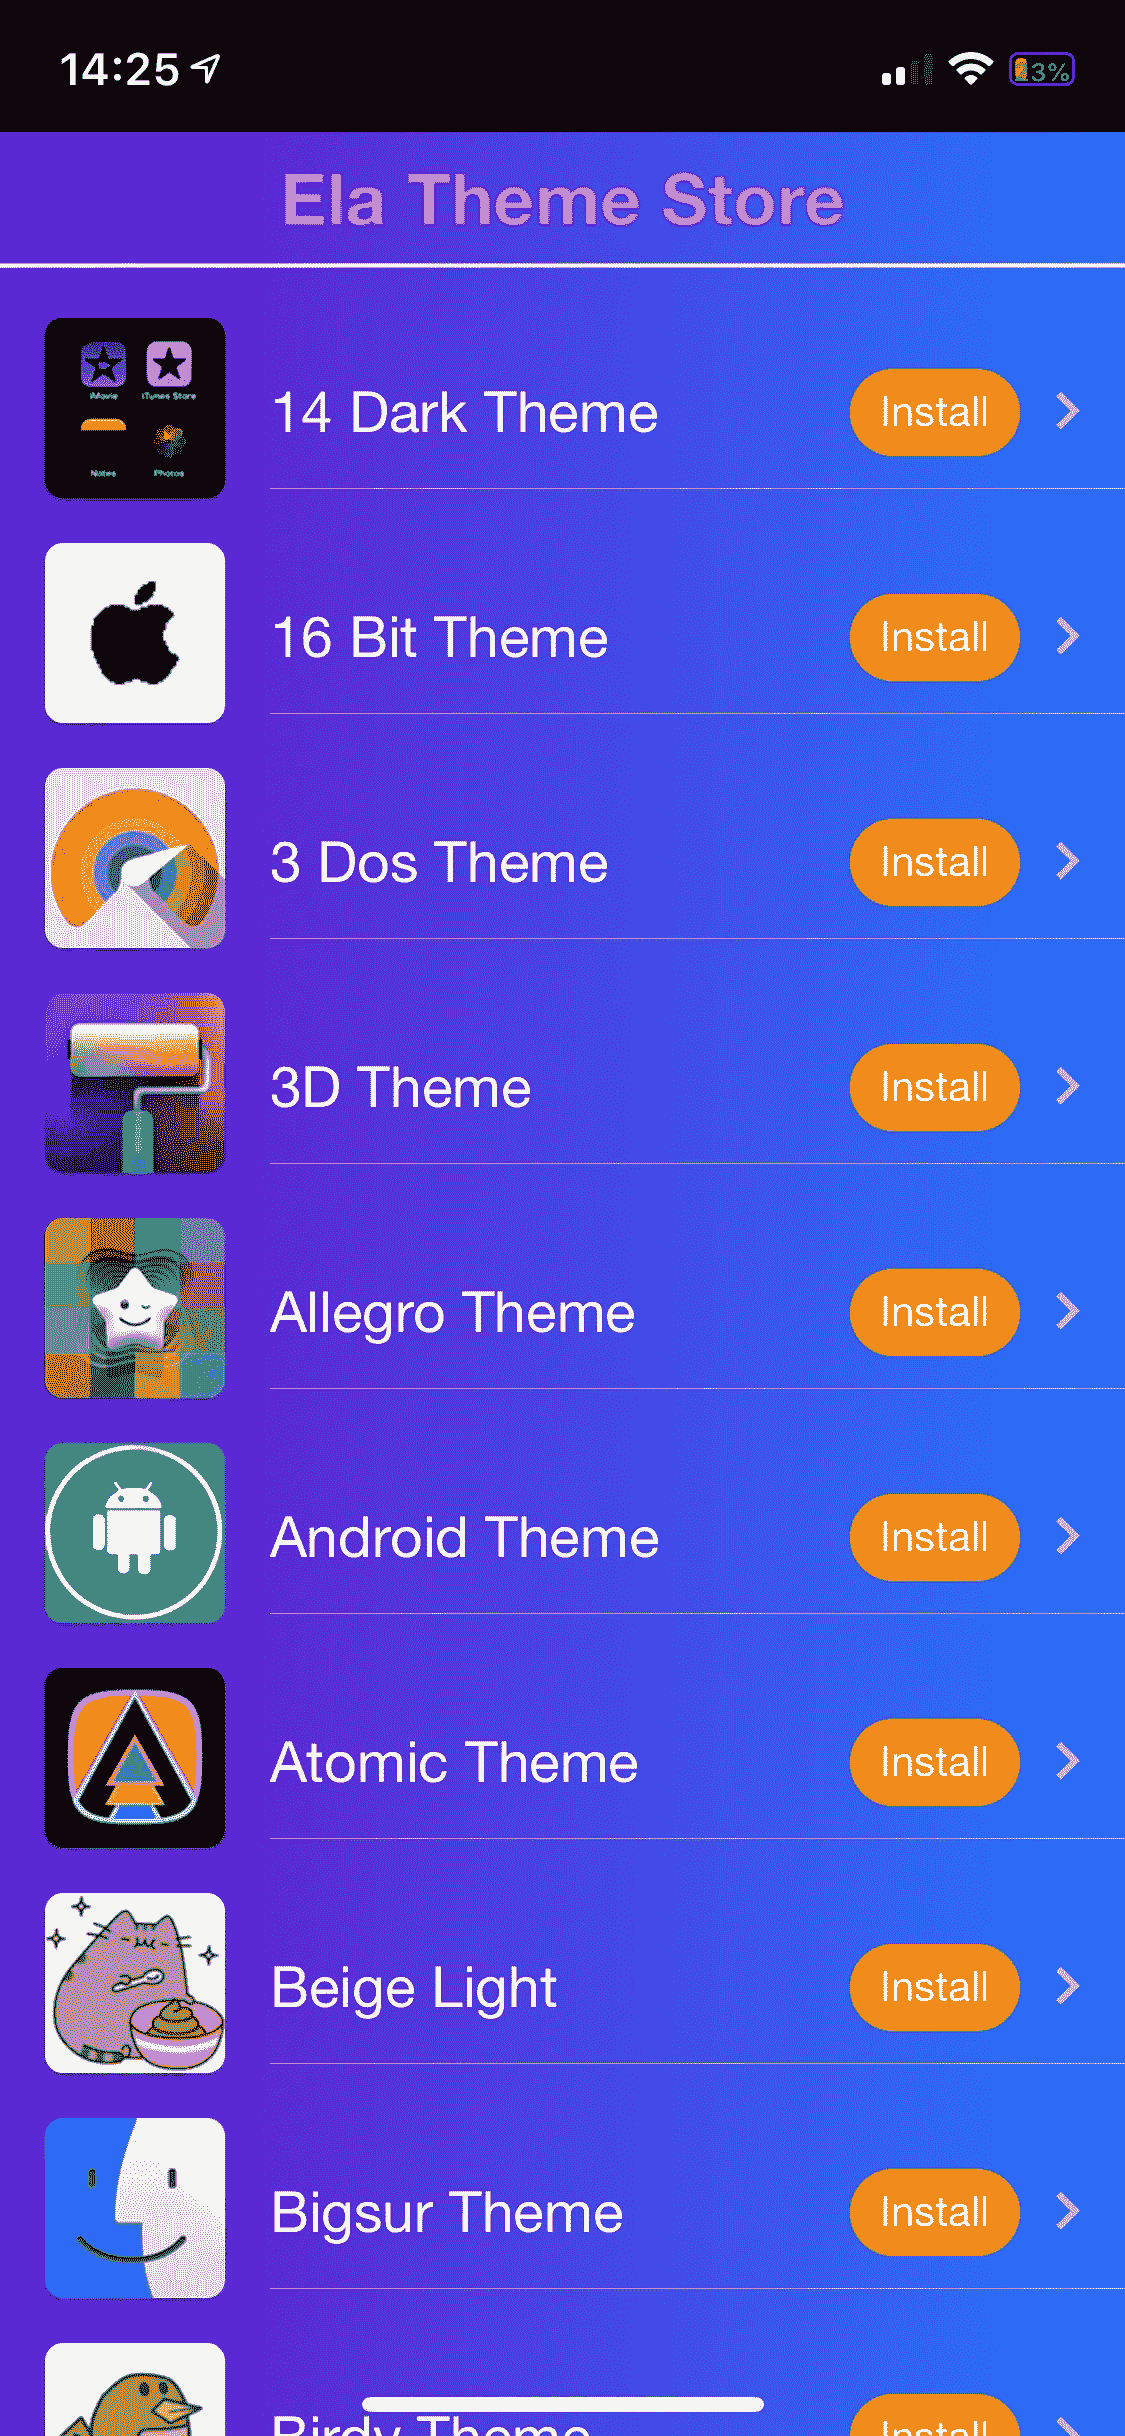 14:25
3%
Ela Theme Store
iMovie
iTunes Store
Notes
Photos
14 Dark Theme
Install
16 Bit Theme
Install
3 Dos Theme
Install
3D Theme
Install
Allegro Theme
Install
Android Theme
Install
Atomic Theme
Install
Beige Light
Install
Bigsur Theme
Install
Birdy Theme
Install